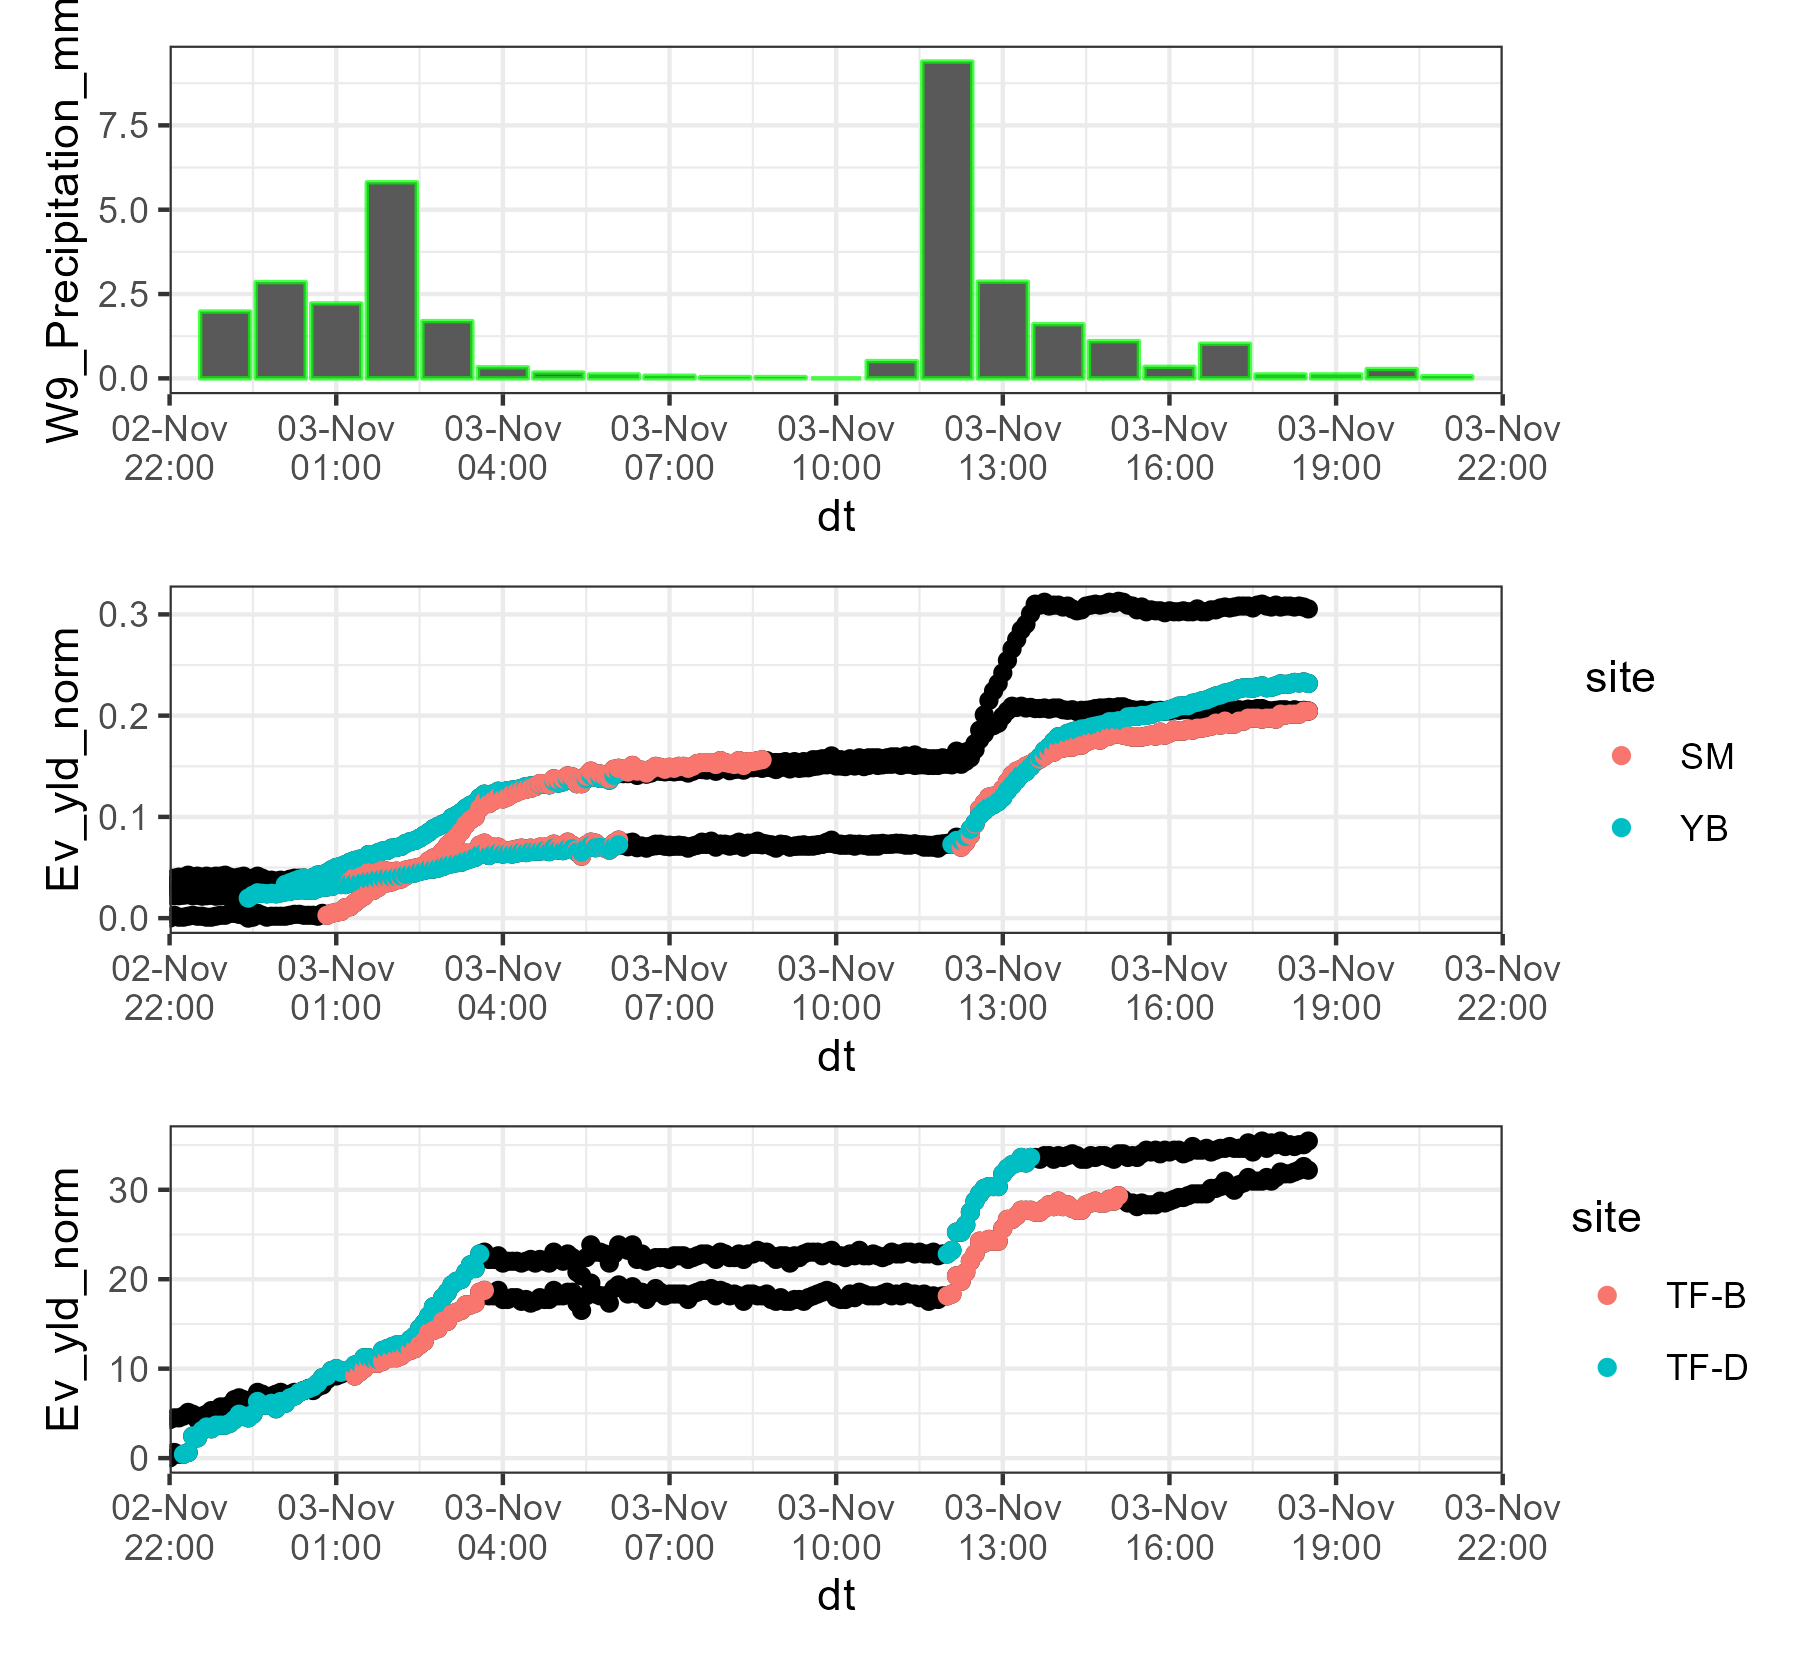 W9_Precipitation_mm
7.5
5.0
2.5
0.0
02-Nov 03-Nov 03-Nov 03-Nov 03-Nov 03-Nov 03-Nov 03-Nov 03-Nov
22:00 01:00 04:00 07:00 10:00 13:00 16:00 19:00 22:00
dt
Ev_yld_norm
0.3
0.2
0.1
0.0
02-Nov 03-Nov 03-Nov 03-Nov 03-Nov 03-Nov 03-Nov 03-Nov 03-Nov
22:00 01:00 04:00 07:00 10:00 13:00 16:00 19:00 22:00
dt
site
SM
YB
Ev_yld_norm
30
20
10
0
02-Nov 03-Nov 03-Nov 03-Nov 03-Nov 03-Nov 03-Nov 03-Nov 03-Nov
22:00 01:00 04:00 07:00 10:00 13:00 16:00 19:00 22:00
dt
site
TF-B
TF-D